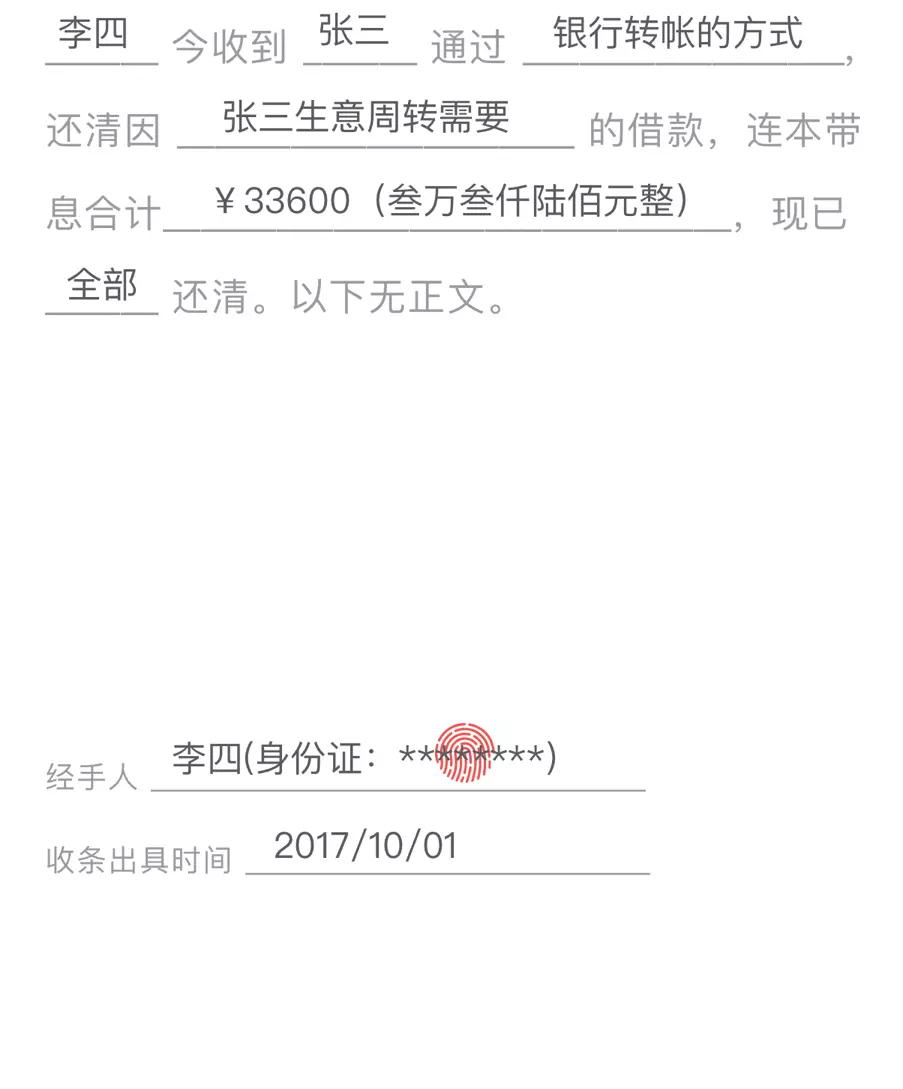 李四 今收到 张三 通过 银行转帐的方式,
还清因 张三生意周转需要 的借款，连本带
息合计 ￥33600（叁万叁仟陆佰元整），现已
全部 还清。以下无正文。
经手人 李四(身份证：********)
收条出具时间 2017/10/01